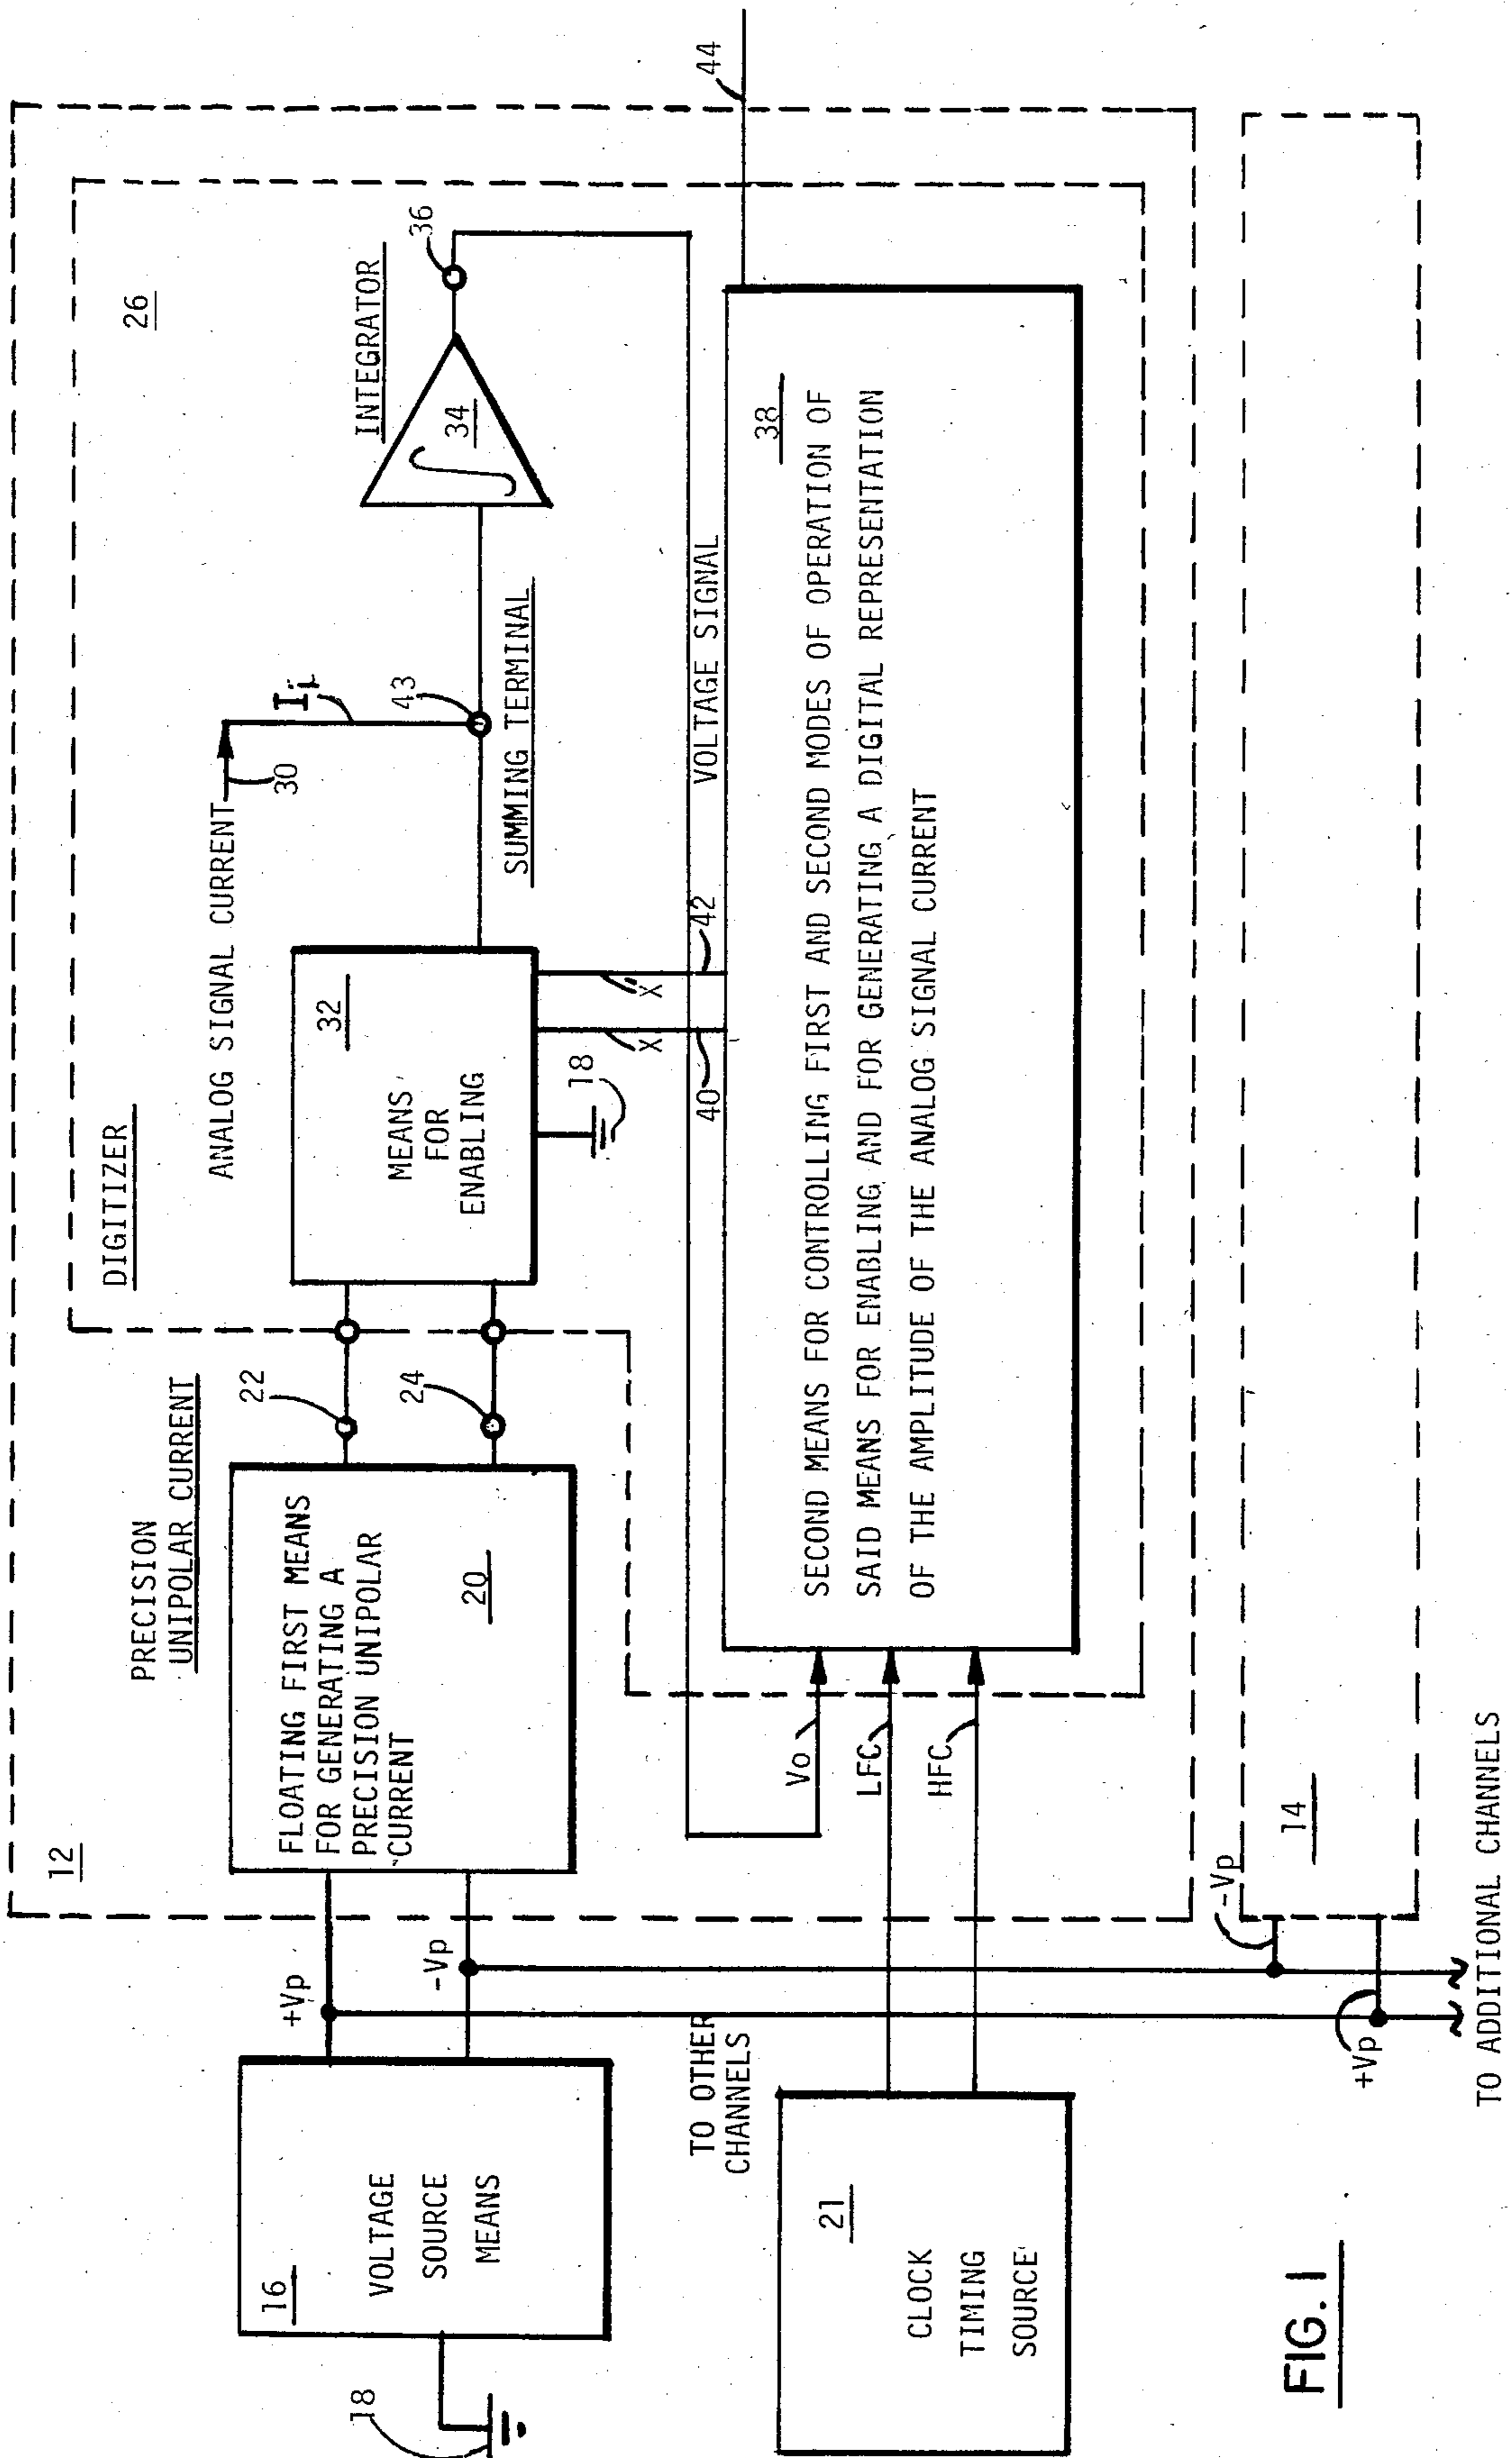 12
26
DIGITIZER
PRECISION
UNIPOLAR CURRENT
ANALOG SIGNAL CURRENT
30
Ii
INTEGRATOR
34
36
43
SUMMING TERMINAL
16
VOLTAGE
SOURCE
MEANS
18
+Vp
-Vp
FLOATING FIRST MEANS
FOR GENERATING A
PRECISION UNIPOLAR
CURRENT
20
22
24
32
MEANS
FOR
ENABLING
18
X
X
40
42
VOLTAGE SIGNAL
44
TO OTHER
CHANNELS
21
CLOCK
TIMING
SOURCE
Vo
LFC
HFC
38
SECOND MEANS FOR CONTROLLING FIRST AND SECOND MODES OF OPERATION OF
SAID MEANS FOR ENABLING AND FOR GENERATING A DIGITAL REPRESENTATION
OF THE AMPLITUDE OF THE ANALOG SIGNAL CURRENT
-Vp
14
+Vp
TO ADDITIONAL CHANNELS
FIG. 1